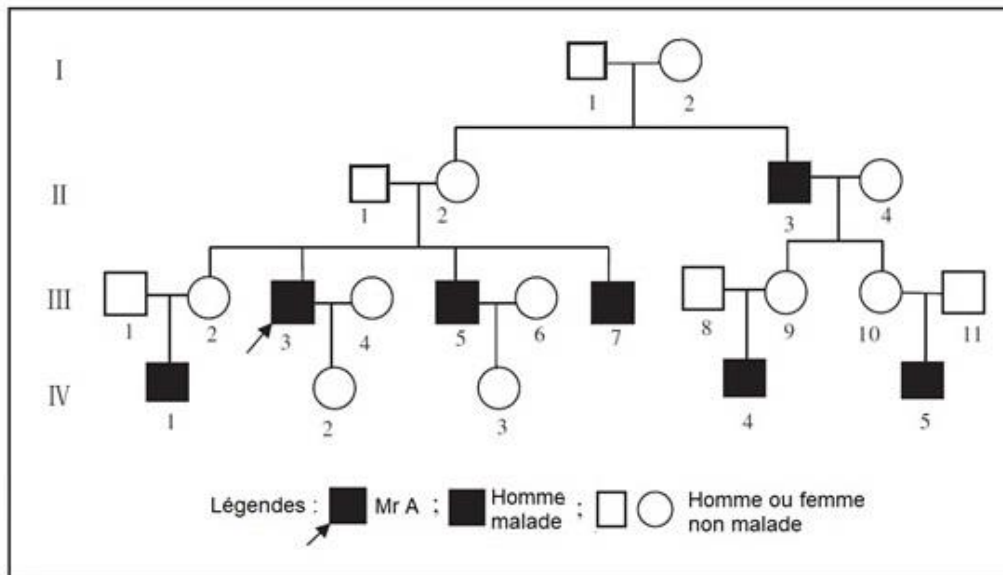 I
1 2
II
1 2 3 4
III
1 2 3 4 5 6 7 8 9 10 11
IV
1 2 3 4 5
Légendes : Mr A ; Homme malade ; Homme ou femme non malade